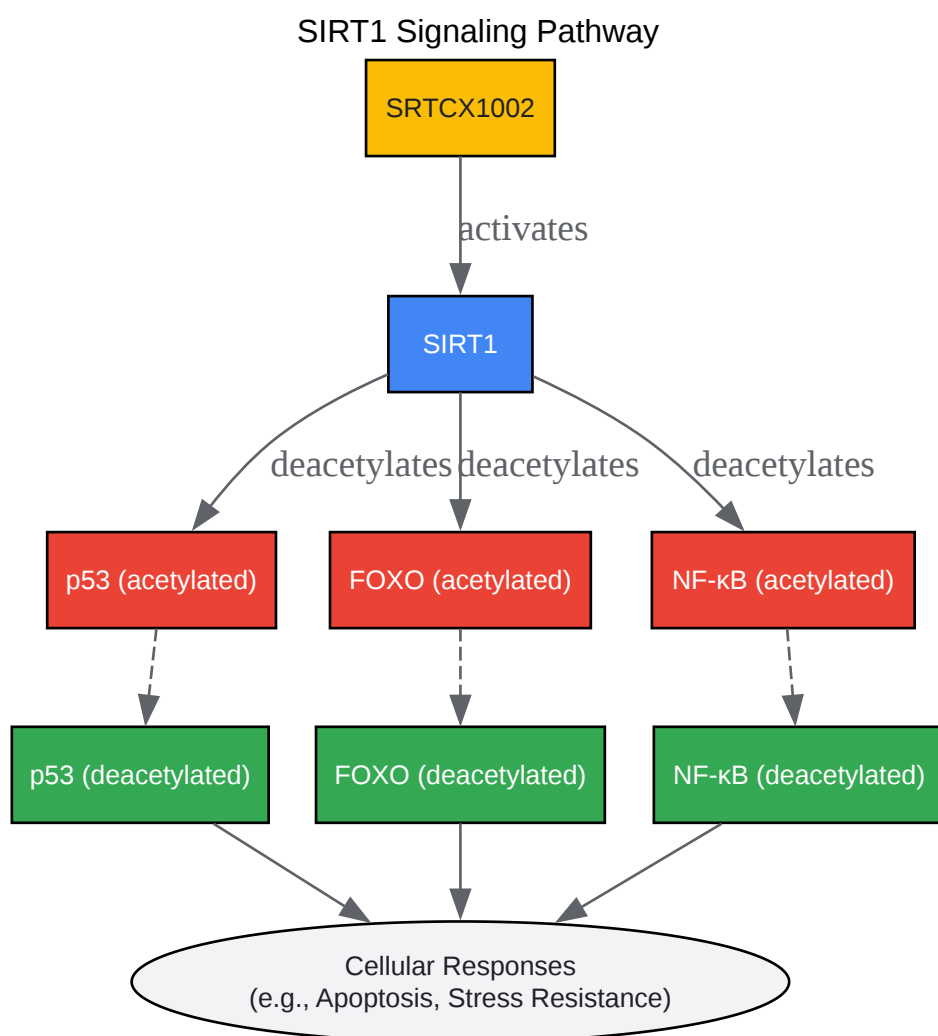 SIRT1 Signaling Pathway
SRTCX1002
activates
SIRT1
deacetylates
deacetylates
deacetylates
p53 (acetylated)
FOXO (acetylated)
NF-κB (acetylated)
p53 (deacetylated)
FOXO (deacetylated)
NF-κB (deacetylated)
Cellular Responses
(e.g., Apoptosis, Stress Resistance)